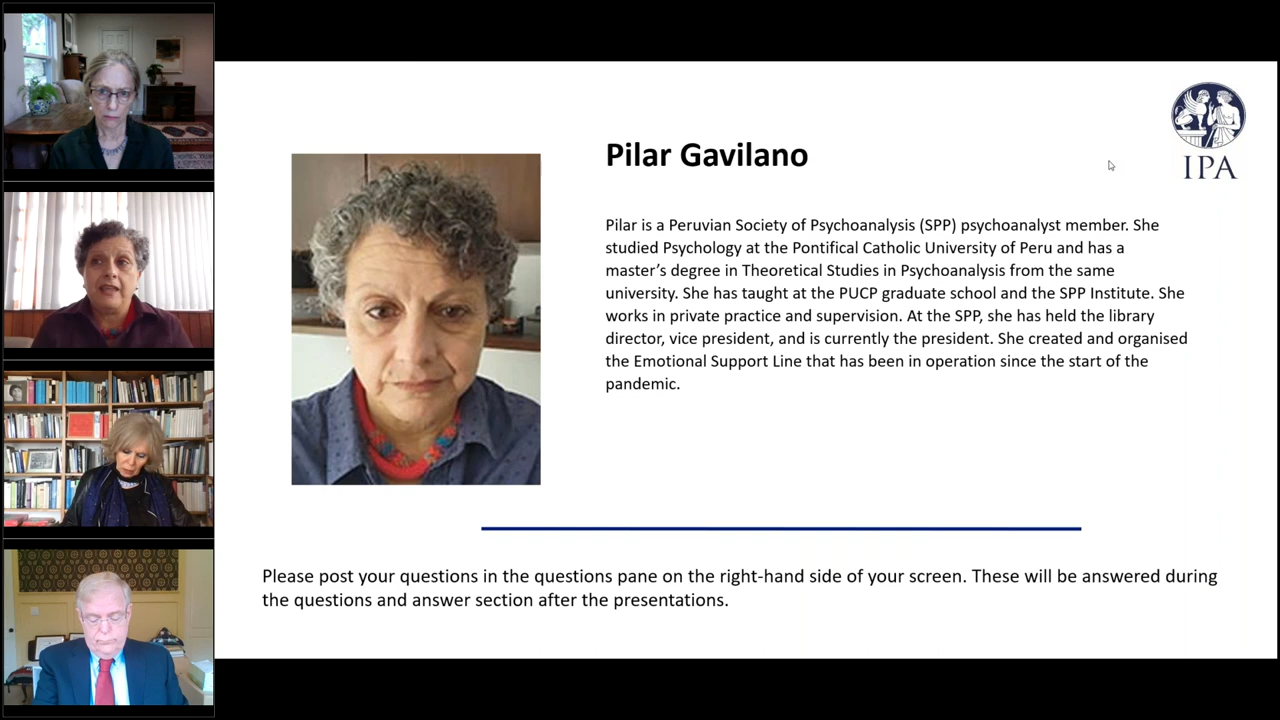 IPA
Pilar Gavilano
Pilar is a Peruvian Society of Psychoanalysis (SPP) psychoanalyst member. She
studied Psychology at the Pontifical Catholic University of Peru and has a
master’s degree in Theoretical Studies in Psychoanalysis from the same
university. She has taught at the PUCP graduate school and the SPP Institute. She
works in private practice and supervision. At the SPP, she has held the library
director, vice president, and is currently the president. She created and organised
the Emotional Support Line that has been in operation since the start of the
pandemic.
Please post your questions in the questions pane on the right-hand side of your screen. These will be answered during
the questions and answer section after the presentations.